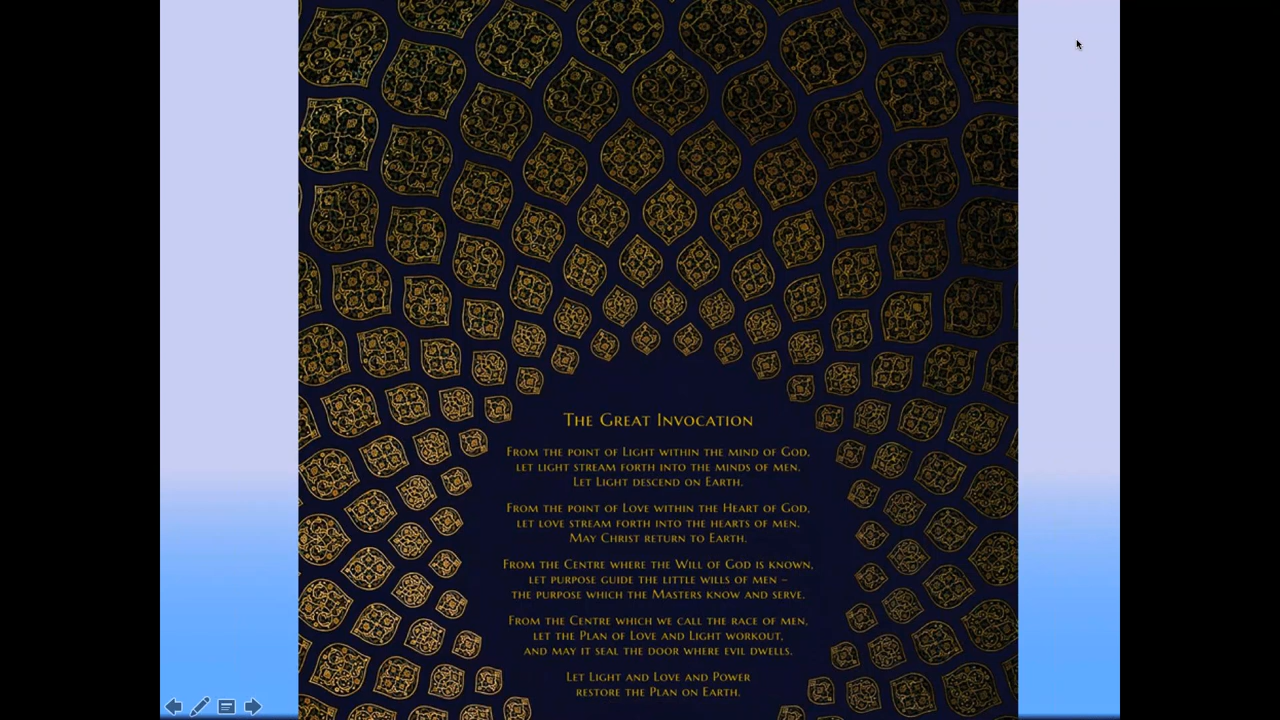 The Great Invocation
From the point of Light within the mind of God,
let light stream forth into the minds of men.
Let Light descend on Earth.
From the point of Love within the Heart of God,
let love stream forth into the hearts of men.
May Christ return to Earth.
From the Centre where the Will of God is known,
let purpose guide the little wills of men –
the purpose which the Masters know and serve.
From the Centre which we call the race of men,
let the Plan of Love and Light workout,
and may it seal the door where evil dwells.
Let Light and Love and Power
restore the Plan on Earth.